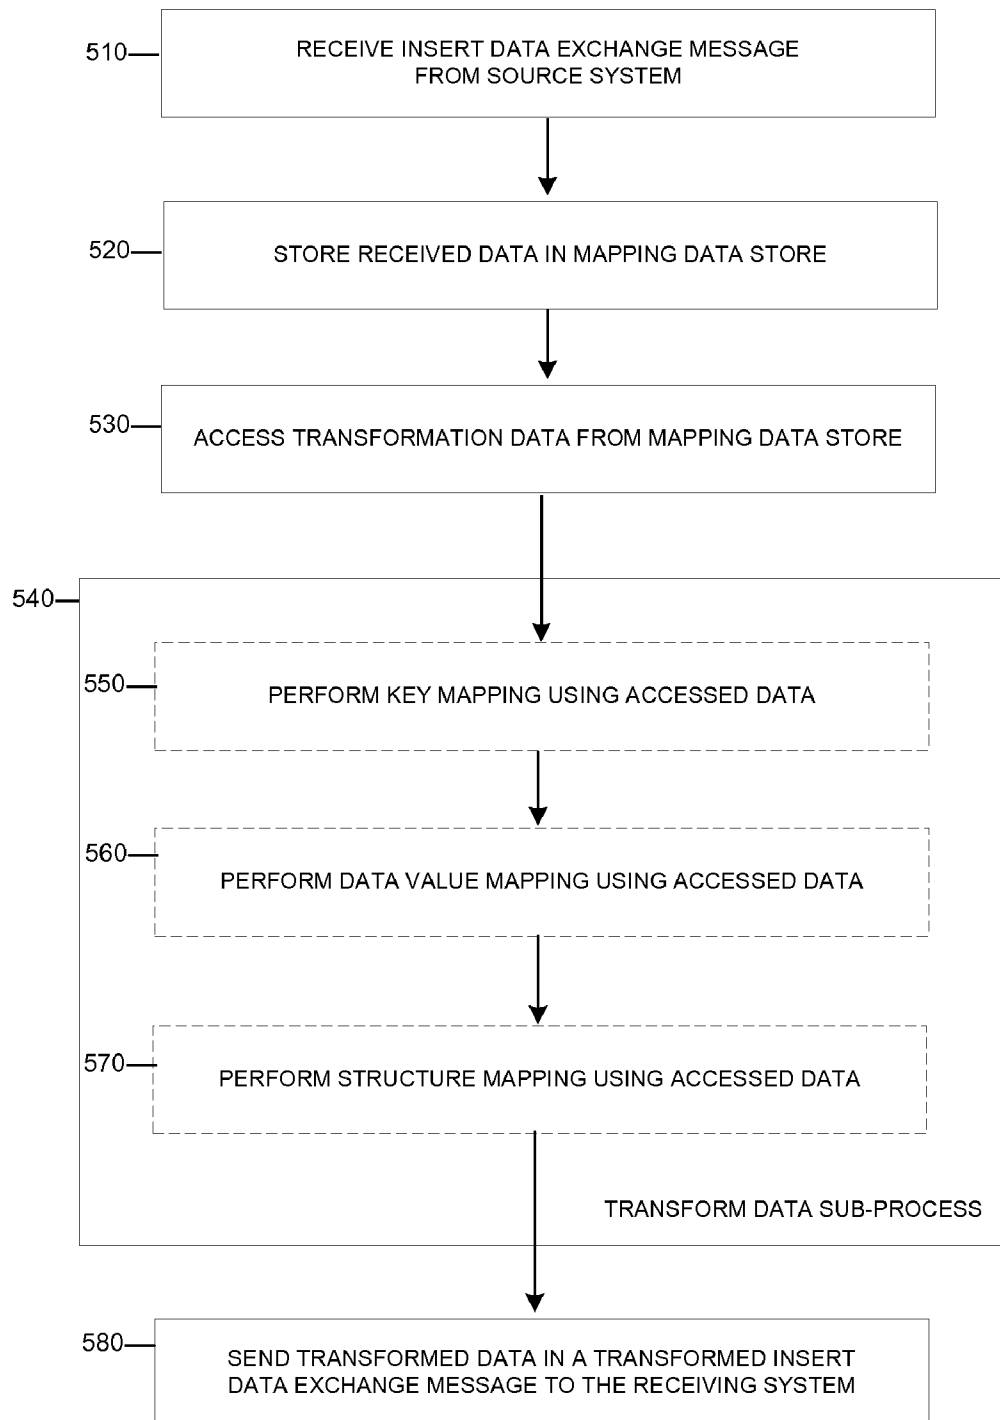 510
RECEIVE INSERT DATA EXCHANGE MESSAGE
FROM SOURCE SYSTEM
520
STORE RECEIVED DATA IN MAPPING DATA STORE
530
ACCESS TRANSFORMATION DATA FROM MAPPING DATA STORE
540
550
PERFORM KEY MAPPING USING ACCESSED DATA
560
PERFORM DATA VALUE MAPPING USING ACCESSED DATA
570
PERFORM STRUCTURE MAPPING USING ACCESSED DATA
TRANSFORM DATA SUB-PROCESS
580
SEND TRANSFORMED DATA IN A TRANSFORMED INSERT
DATA EXCHANGE MESSAGE TO THE RECEIVING SYSTEM